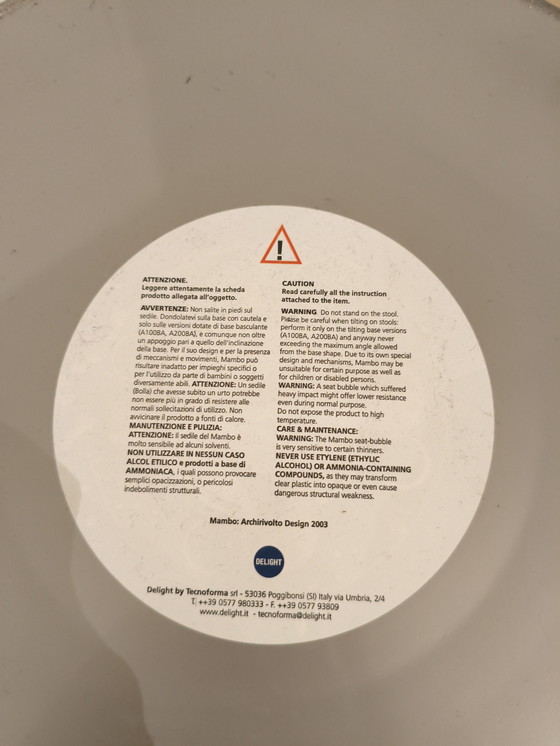 !
ATTENZIONE.
Leggere attentamente la scheda
prodotto allegata all'oggetto.
AVVERTENZE: Non salite in piedi sul
sedile. Dondolatevi sulla base con cautela e
solo sulle versioni dotate di base basculante
(A100BA, A200BA), e comunque non oltre
un appoggio pari a quello dell'inclinazione
della base. Per il suo design e per la presenza
di meccanismi e movimenti, Mambo può
risultare inadatto per impieghi specifici o
per l'utilizzo da parte di bambini o soggetti
diversamente abili. ATTENZIONE: Un sedile
(Bolla) che avesse subito un urto potrebbe
non essere più in grado di resistere alle
normali sollecitazioni di utilizzo. Non
avvicinare il prodotto a fonti di calore.
MANUTENZIONE E PULIZIA:
ATTENZIONE: Il sedile del Mambo è
molto sensibile ad alcuni solventi.
NON UTILIZZARE IN NESSUN CASO
ALCOL ETILICO e prodotti a base di
AMMONIACA, i quali possono provocare
semplici opacizzazioni, o pericolosi
indebolimenti strutturali.
CAUTION
Read carefully all the instruction
attached to the item.
WARNING Do not stand on the stool.
Please be careful when tilting on stools:
perform it only on the tilting base versions
(A100BA, A200BA) and anyway never
exceeding the maximum angle allowed
from the base shape. Due to its own special
design and mechanisms, Mambo may be
unsuitable for certain purpose as well as
for children or disabled persons.
WARNING: A seat bubble which suffered
heavy impact might offer lower resistance
even during normal purpose.
Do not expose the product to high
temperature.
CARE & MAINTENANCE:
WARNING: The Mambo seat-bubble
is very sensitive to certain thinners.
NEVER USE ETYLENE (ETHYLIC
ALCOHOL) OR AMMONIA-CONTAINING
COMPOUNDS, as they may transform
clear plastic into opaque or even cause
dangerous structural weakness.
Mambo: Archirivolto Design 2003
DELIGHT
Delight by Tecnoforma srl - 53036 Poggibonsi (SI) Italy via Umbria, 2/4
T. ++39 0577 980333 - F. ++39 0577 93809
www.delight.it - tecnoforma@delight.it